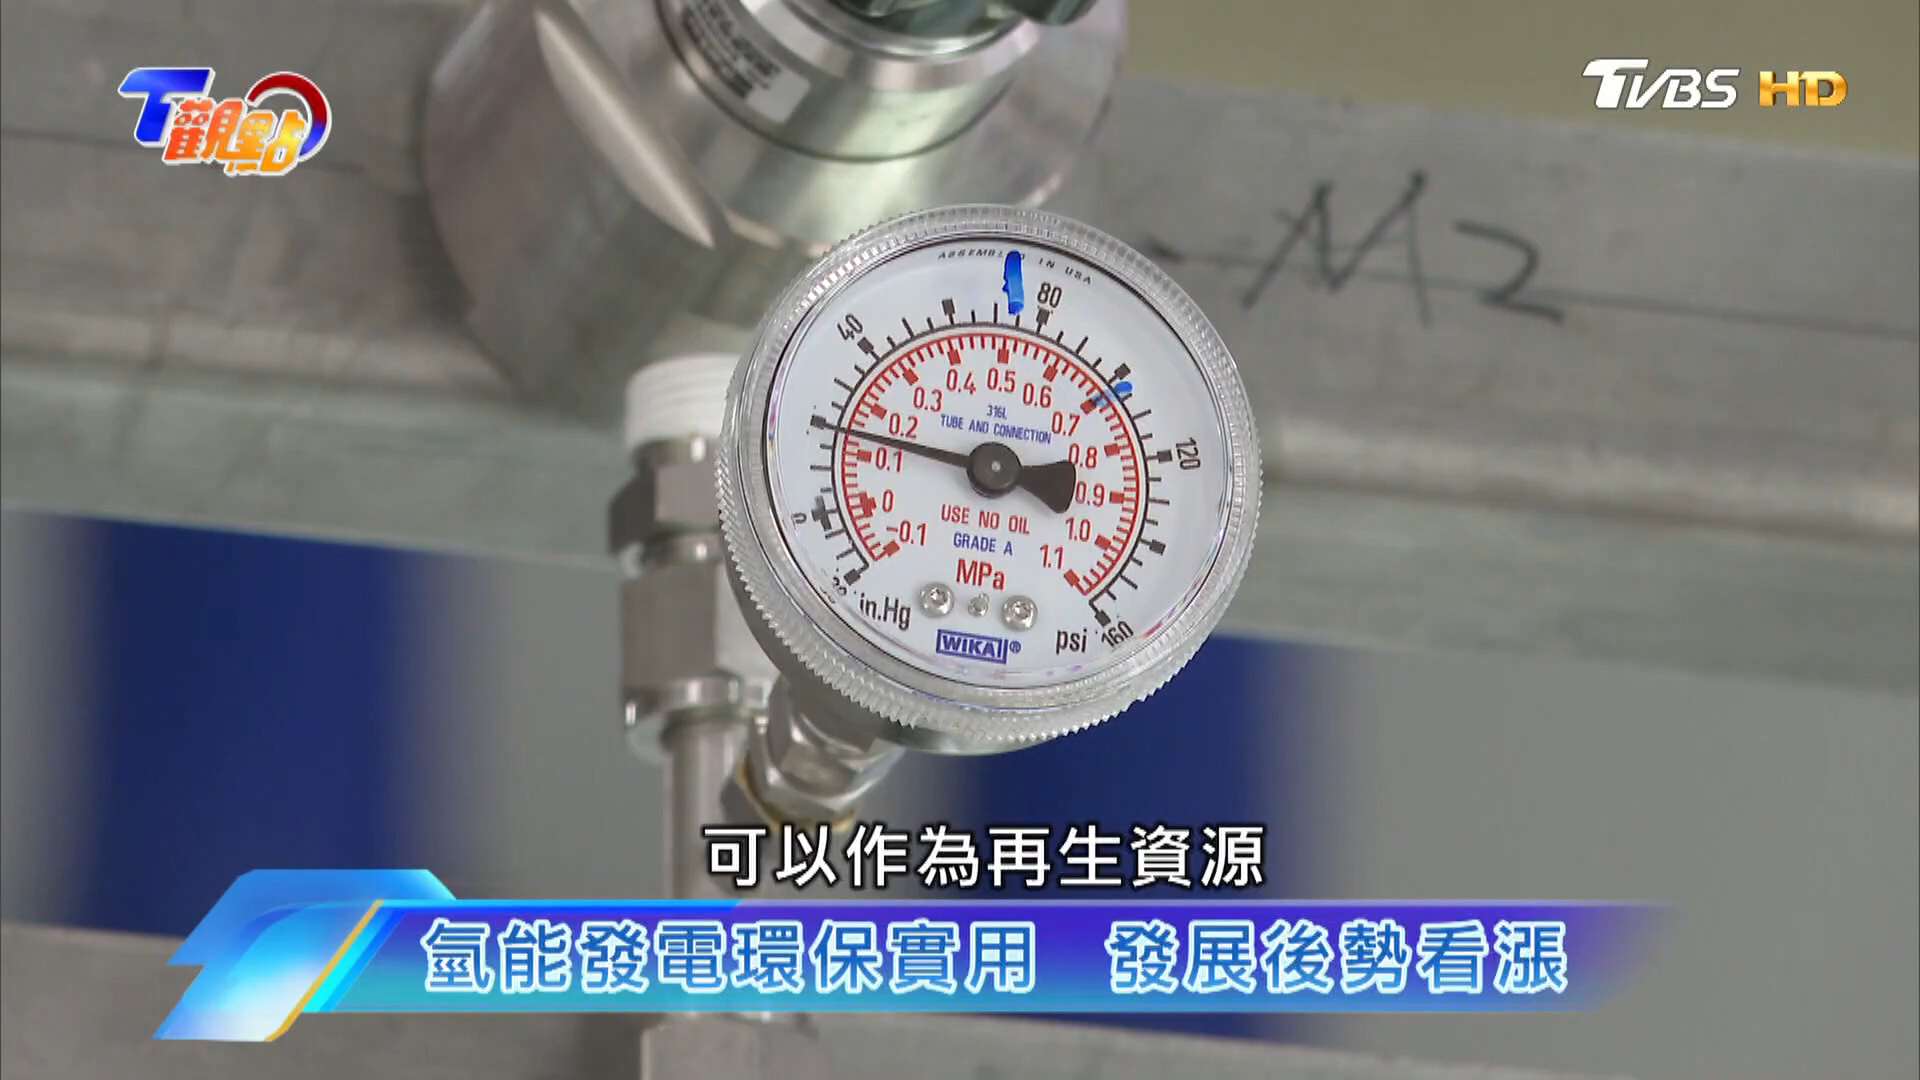 T觀點
TVBS HD
-M2
ASSEMBLED IN USA
80
40
120
0
160
0.5
0.4
0.6
0.3
0.7
0.2
0.8
0.1
0.9
0
1.0
-0.1
1.1
316L
TUBE AND CONNECTION
USE NO OIL
GRADE A
MPa
in.Hg
psi
WIKA®
可以作為再生資源
氫能發電環保實用 發展後勢看漲